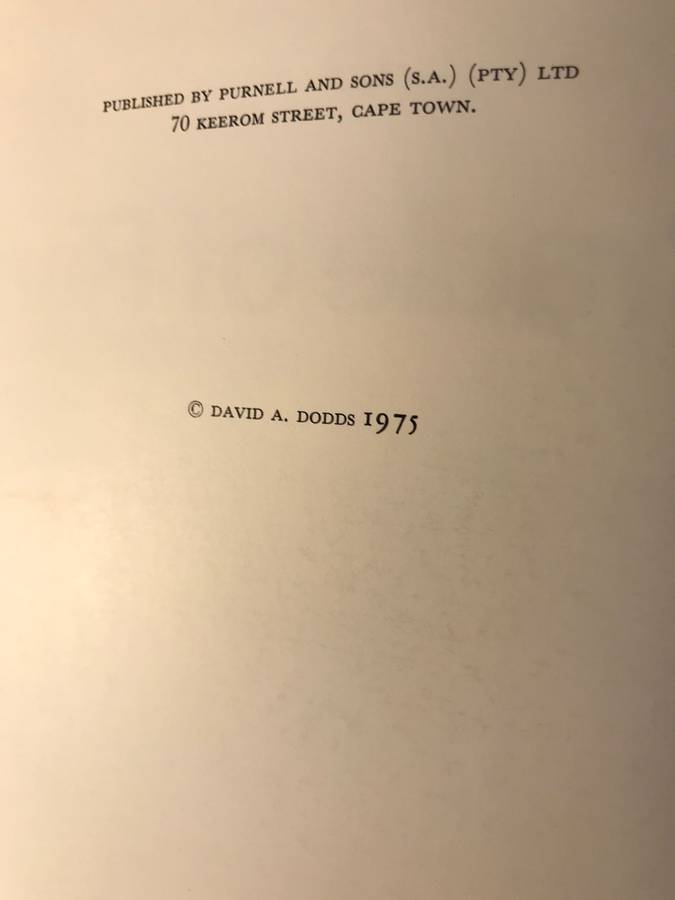 PUBLISHED BY PURNELL AND SONS (S.A.) (PTY) LTD
70 KEEROM STREET, CAPE TOWN.
© DAVID A. DODDS 1975